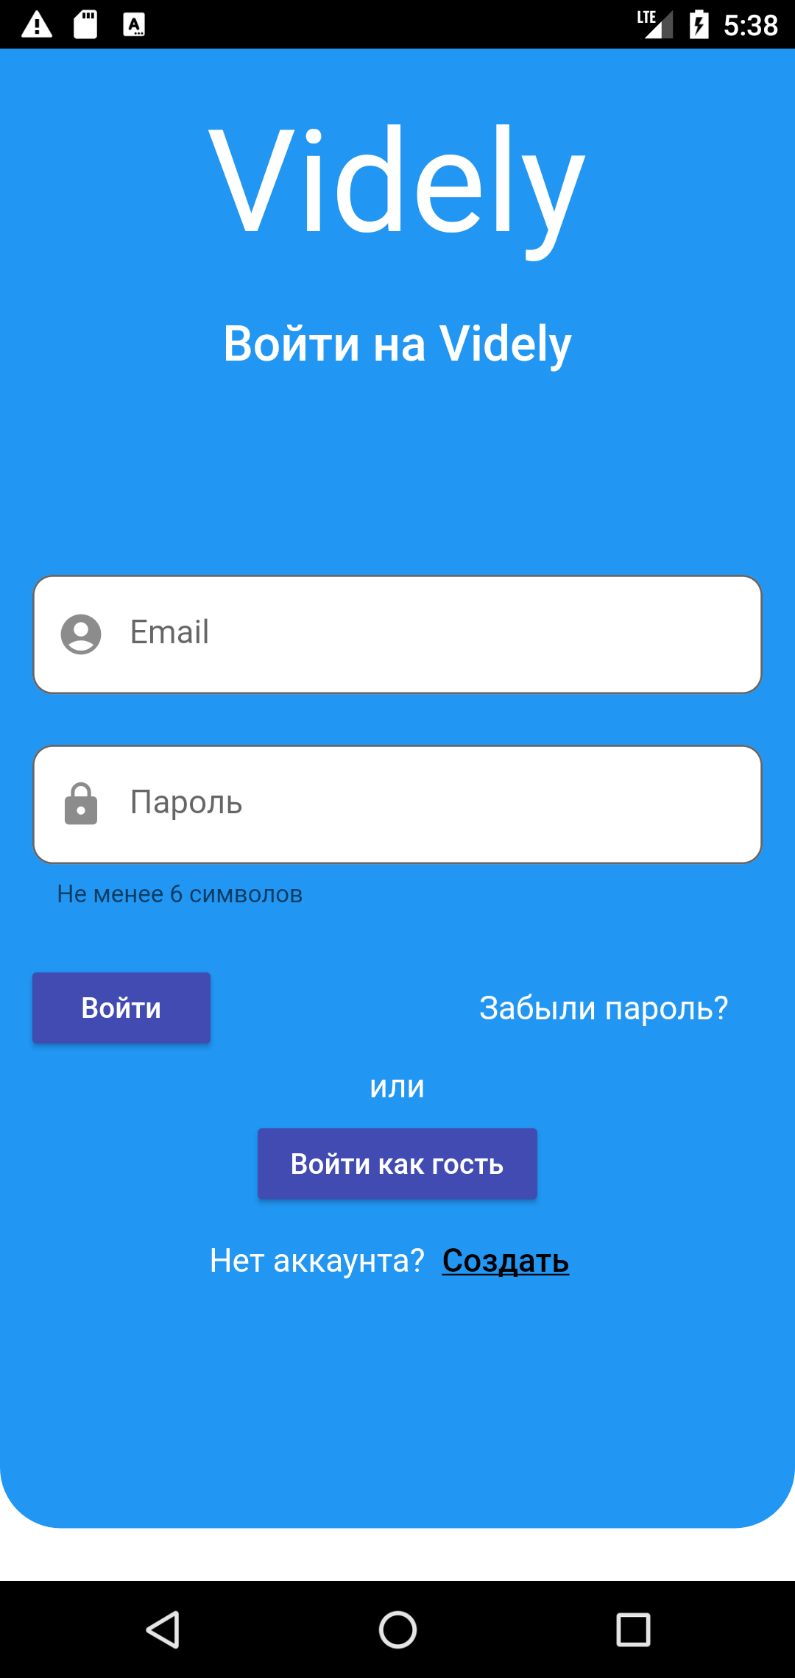 LTE 5:38
Videly
Войти на Videly
Email
Пароль
Не менее 6 символов
Войти Забыли пароль?
или
Войти как гость
Нет аккаунта? Создать